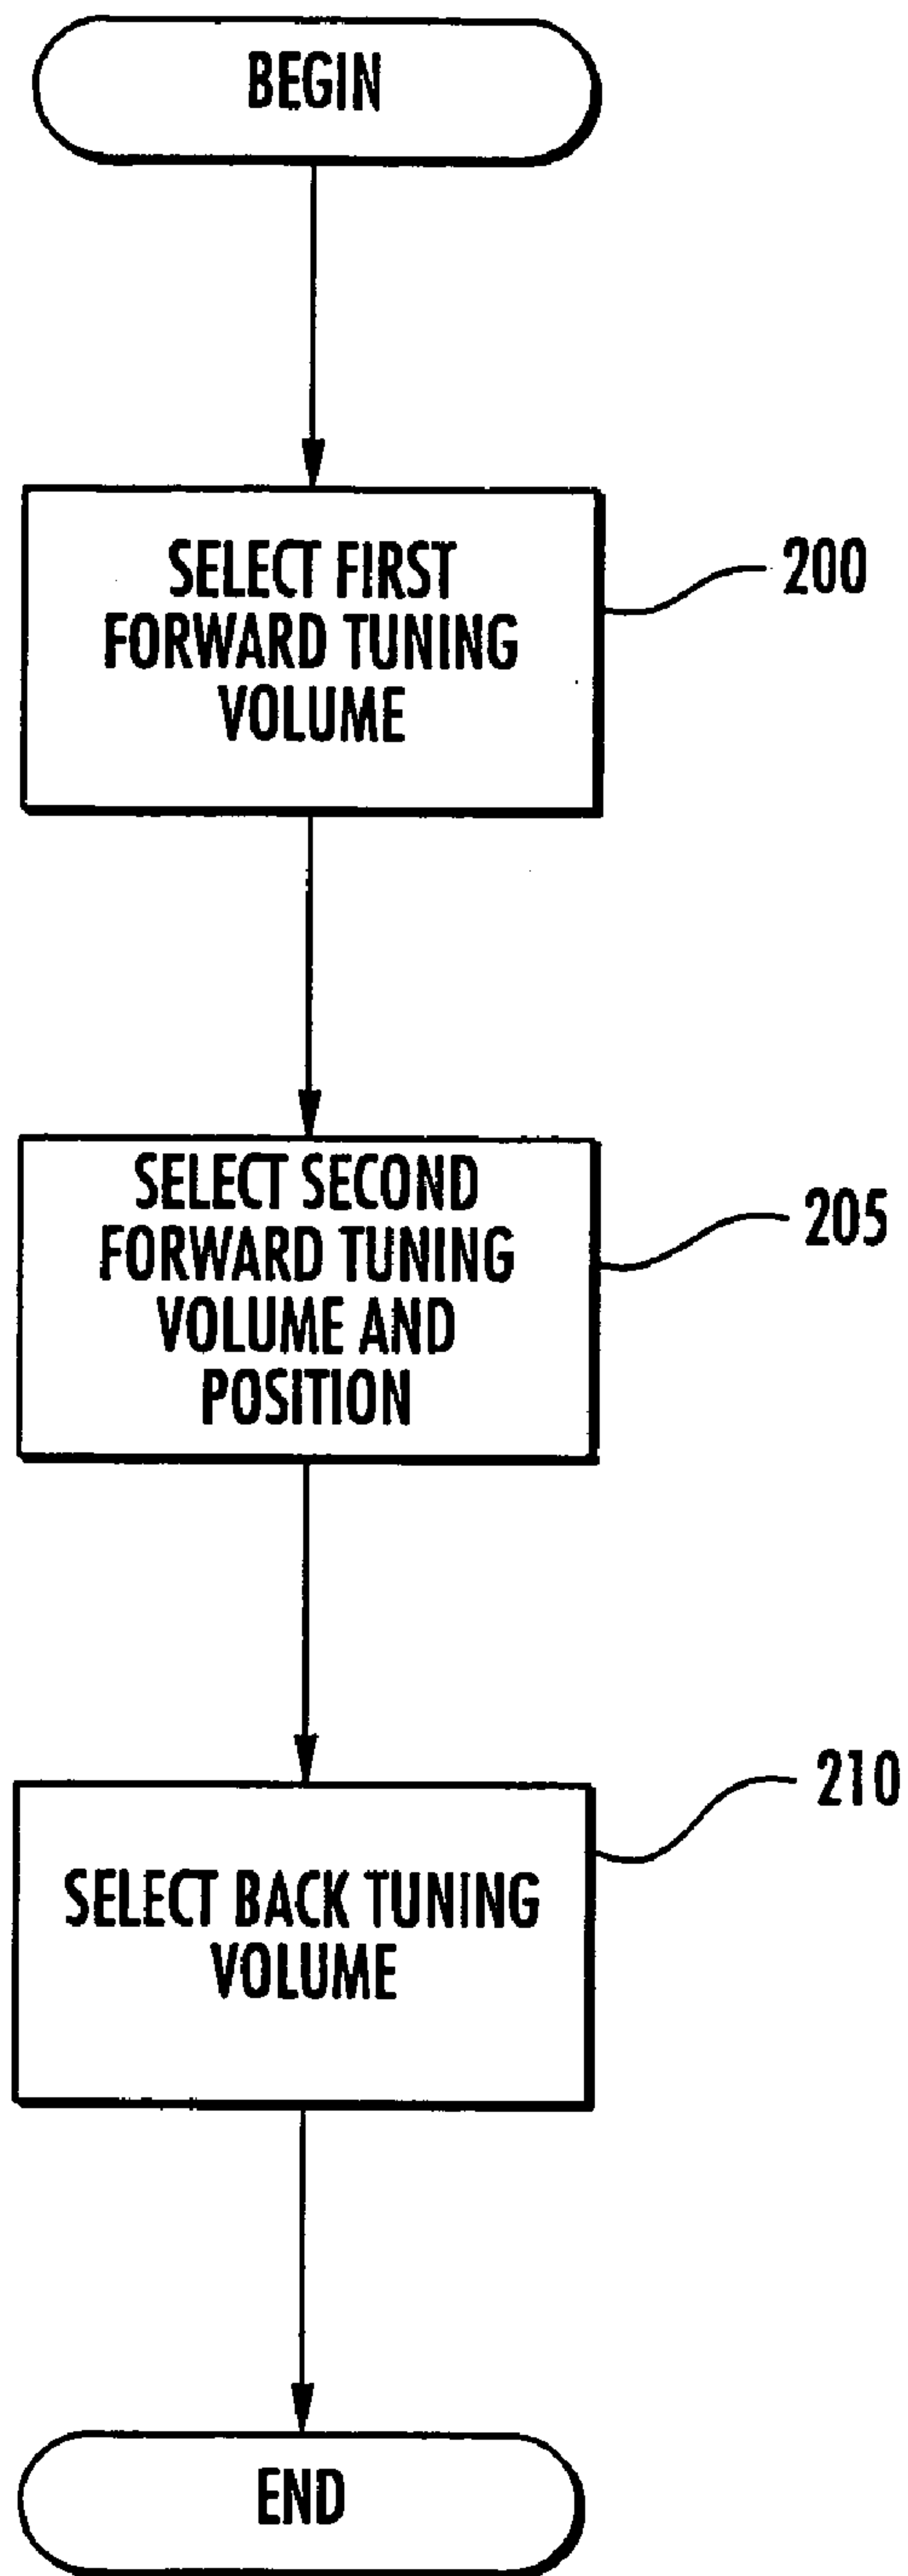 BEGIN
SELECT FIRST
FORWARD TUNING
VOLUME
200
SELECT SECOND
FORWARD TUNING
VOLUME AND
POSITION
205
SELECT BACK TUNING
VOLUME
210
END